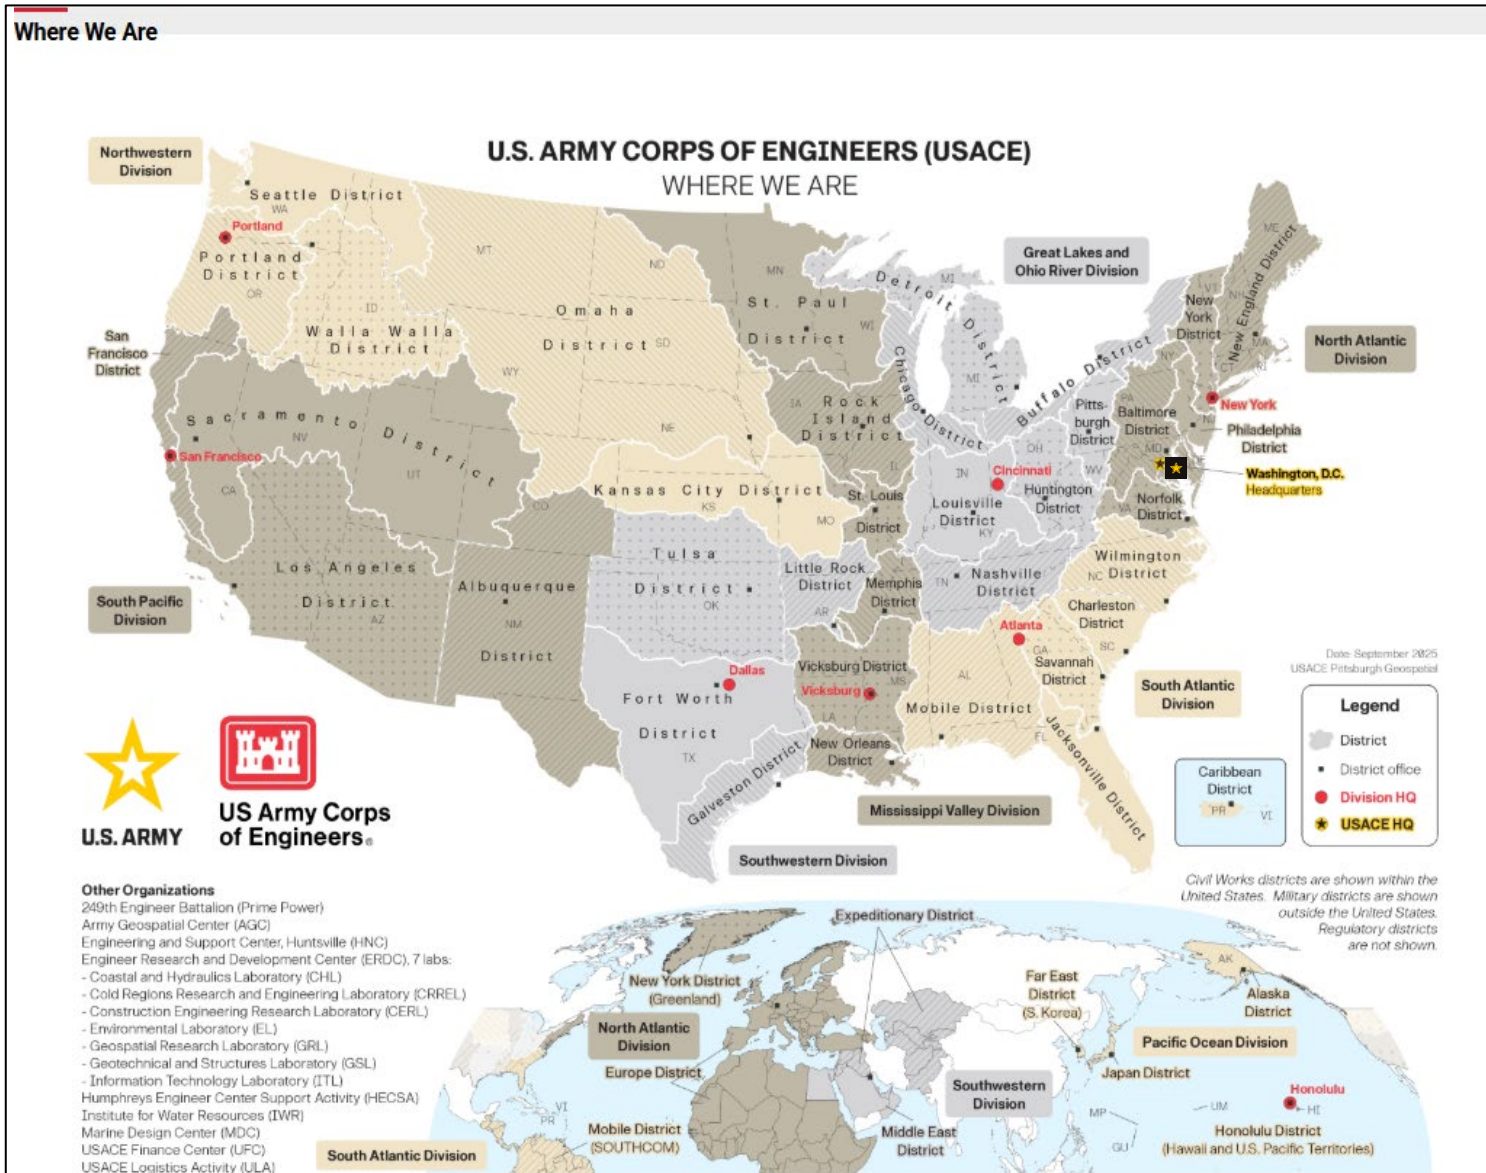 Where We Are
U.S. ARMY CORPS OF ENGINEERS (USACE)
WHERE WE ARE
Northwestern
Division
Seattle District
WA
Portland
Portland
District
OR
MT
ND
ID
Walla Walla
District
Omaha
District
SD
WY
NE
MN
St. Paul
District
WI
Great Lakes and
Ohio River Division
Detroit District
MI
MI
Chicago District
Buffalo District
New
York
District
VT
NH
ME
New England District
MA
CT
RI
NY
North Atlantic
Division
San
Francisco
District
Sacramento District
NV
UT
CA
San Francisco
IA
Rock
Island
District
IL
Pitts-
burgh
District
PA
Baltimore
District
New York
NJ
Philadelphia
District
MD
Washington, D.C.
Headquarters
IN
OH
WV
Cincinnati
Huntington
District
Louisville
District
KY
Norfolk
District
VA
Kansas City District
KS
MO
CO
St. Louis
District
Los Angeles
District
AZ
Albuquerque
NM
District
Tulsa
District
OK
Little Rock
District
AR
Memphis
District
TN
Nashville
District
Wilmington
NC District
Charleston
District
SC
Atlanta
GA
Savannah
District
South Pacific
Division
Dallas
Fort Worth
District
TX
Vicksburg District
Vicksburg
MS
LA
AL
Mobile District
FL
Jacksonville District
South Atlantic
Division
New Orleans
District
Galveston District
Mississippi Valley Division
Southwestern Division
Date: September 2025
USACE Pittsburgh Geospatial
Legend
District
District office
Division HQ
USACE HQ
Caribbean
District
PR
VI
U.S. ARMY
US Army Corps
of Engineers®
Civil Works districts are shown within the
United States. Military districts are shown
outside the United States.
Regulatory districts
are not shown.
Other Organizations
249th Engineer Battalion (Prime Power)
Army Geospatial Center (AGC)
Engineering and Support Center, Huntsville (HNC)
Engineer Research and Development Center (ERDC), 7 labs:
- Coastal and Hydraulics Laboratory (CHL)
- Cold Regions Research and Engineering Laboratory (CRREL)
- Construction Engineering Research Laboratory (CERL)
- Environmental Laboratory (EL)
- Geospatial Research Laboratory (GRL)
- Geotechnical and Structures Laboratory (GSL)
- Information Technology Laboratory (ITL)
Humphreys Engineer Center Support Activity (HECSA)
Institute for Water Resources (IWR)
Marine Design Center (MDC)
USACE Finance Center (UFC)
USACE Logistics Activity (ULA)
Expeditionary District
New York District
(Greenland)
North Atlantic
Division
Europe District
Far East
District
(S. Korea)
AK
Alaska
District
Pacific Ocean Division
Japan District
Southwestern
Division
Honolulu
HI
UM
MP
GU
Honolulu District
(Hawaii and U.S. Pacific Territories)
VI
PR
Mobile District
(SOUTHCOM)
Middle East
District
South Atlantic Division